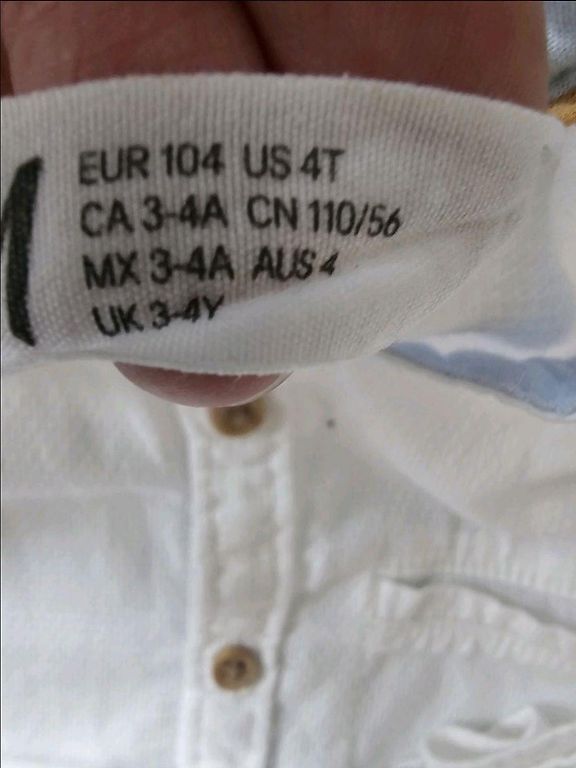 EUR 104 US 4T
CA 3-4A CN 110/56
MX 3-4A AUS 4
UK 3-4Y